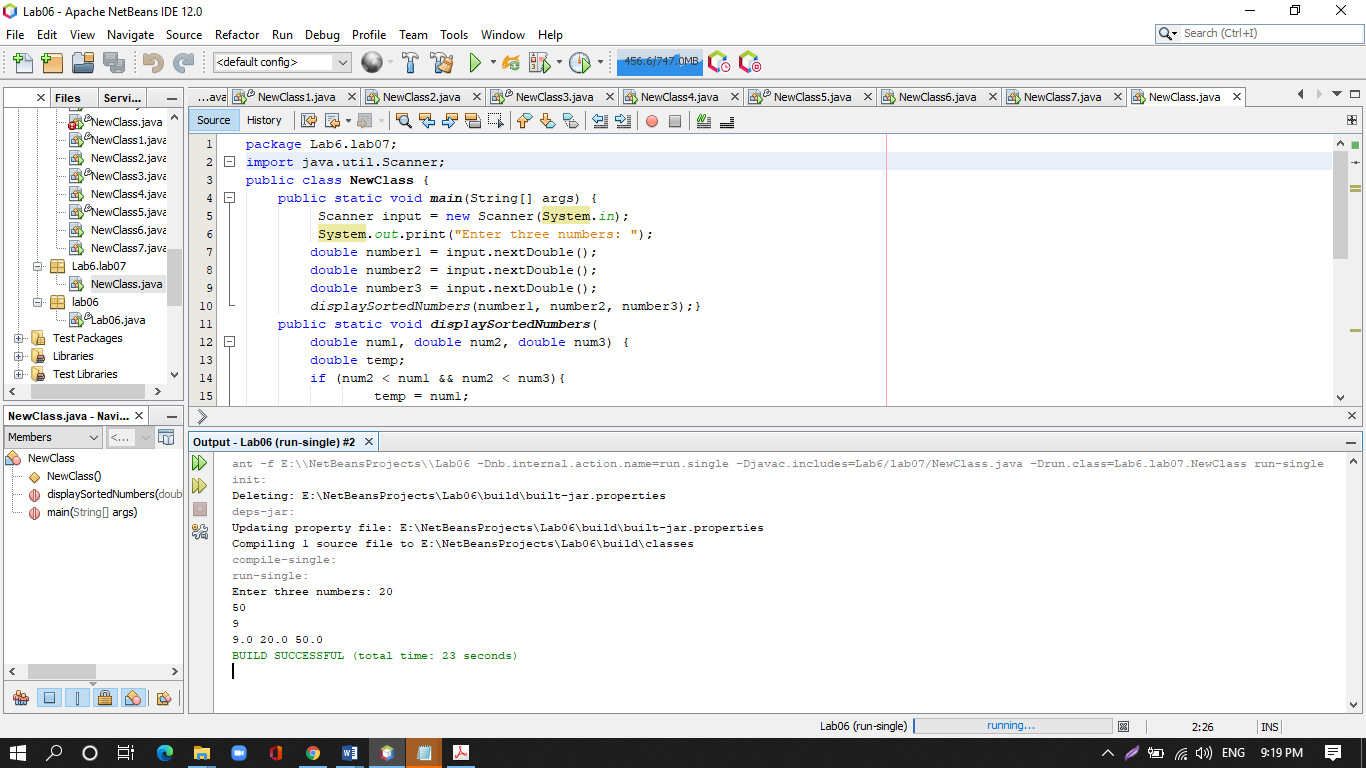 Lab06 - Apache NetBeans IDE 12.0
File Edit View Navigate Source Refactor Run Debug Profile Team Tools Window Help
Search (Ctrl+I)
<default config>
456.6/747.0MB
Files Servi...
...ava NewClass1.java NewClass2.java NewClass3.java NewClass4.java NewClass5.java NewClass6.java NewClass7.java NewClass.java
Source History
NewClass.java
NewClass1.java
NewClass2.java
NewClass3.java
NewClass4.java
NewClass5.java
NewClass6.java
NewClass7.java
Lab6.lab07
NewClass.java
lab06
Lab06.java
Test Packages
Libraries
Test Libraries
1 package Lab6.lab07;
2 import java.util.Scanner;
3 public class NewClass {
4 public static void main(String[] args) {
5 Scanner input = new Scanner(System.in);
6 System.out.print("Enter three numbers: ");
7 double number1 = input.nextDouble();
8 double number2 = input.nextDouble();
9 double number3 = input.nextDouble();
10 displaySortedNumbers(number1, number2, number3);}
11 public static void displaySortedNumbers(
12 double num1, double num2, double num3) {
13 double temp;
14 if (num2 < num1 && num2 < num3){
15 temp = num1;
NewClass.java - Navi...
Members <...
NewClass
NewClass()
displaySortedNumbers(doub
main(String[] args)
Output - Lab06 (run-single) #2
ant -f E:\\NetBeansProjects\\Lab06 -Dnb.internal.action.name=run.single -Djavac.includes=Lab6/lab07/NewClass.java -Drun.class=Lab6.lab07.NewClass run-single
init:
Deleting: E:\NetBeansProjects\Lab06\build\built-jar.properties
deps-jar:
Updating property file: E:\NetBeansProjects\Lab06\build\built-jar.properties
Compiling 1 source file to E:\NetBeansProjects\Lab06\build\classes
compile-single:
run-single:
Enter three numbers: 20
50
9
9.0 20.0 50.0
BUILD SUCCESSFUL (total time: 23 seconds)
Lab06 (run-single) running... 2:26 INS
ENG 9:19 PM